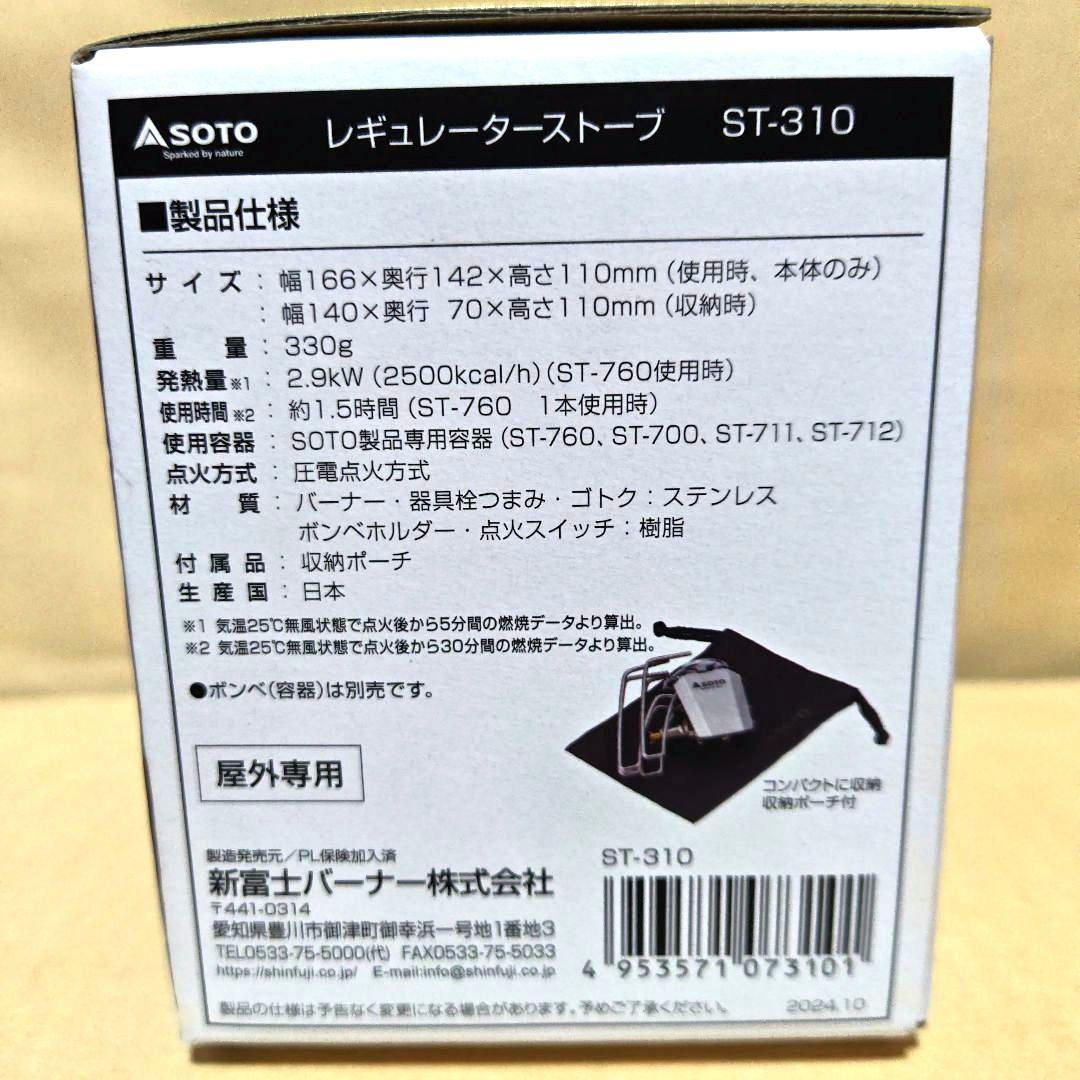 SOTO レギュレーターストーブ ST-310
Sparked by nature
■製品仕様
サイズ：幅166×奥行142×高さ110mm（使用時、本体のみ）
：幅140×奥行 70×高さ110mm（収納時）
重量：330g
発熱量※1：2.9kW（2500kcal/h）（ST-760使用時）
使用時間※2：約1.5時間（ST-760 1本使用時）
使用容器：SOTO製品専用容器（ST-760、ST-700、ST-711、ST-712）
点火方式：圧電点火方式
材質：バーナー・器具栓つまみ・ゴトク：ステンレス
ボンベホルダー・点火スイッチ：樹脂
付属品：収納ポーチ
生産国：日本
※1 気温25℃無風状態で点火後から5分間の燃焼データより算出。
※2 気温25℃無風状態で点火後から30分間の燃焼データより算出。
●ボンベ（容器）は別売です。
SOTO
屋外専用
コンパクトに収納
収納ポーチ付
製造発売元／PL保険加入済
新富士バーナー株式会社
〒441-0314
愛知県豊川市御津町御幸浜一号地1番地3
TEL0533-75-5000(代) FAX0533-75-5033
https://shinfuji.co.jp/ E-mail:info@shinfuji.co.jp
ST-310
4 953571 073101
製品の仕様は予告なく変更になる場合があります。予めご了承ください。 2024.10